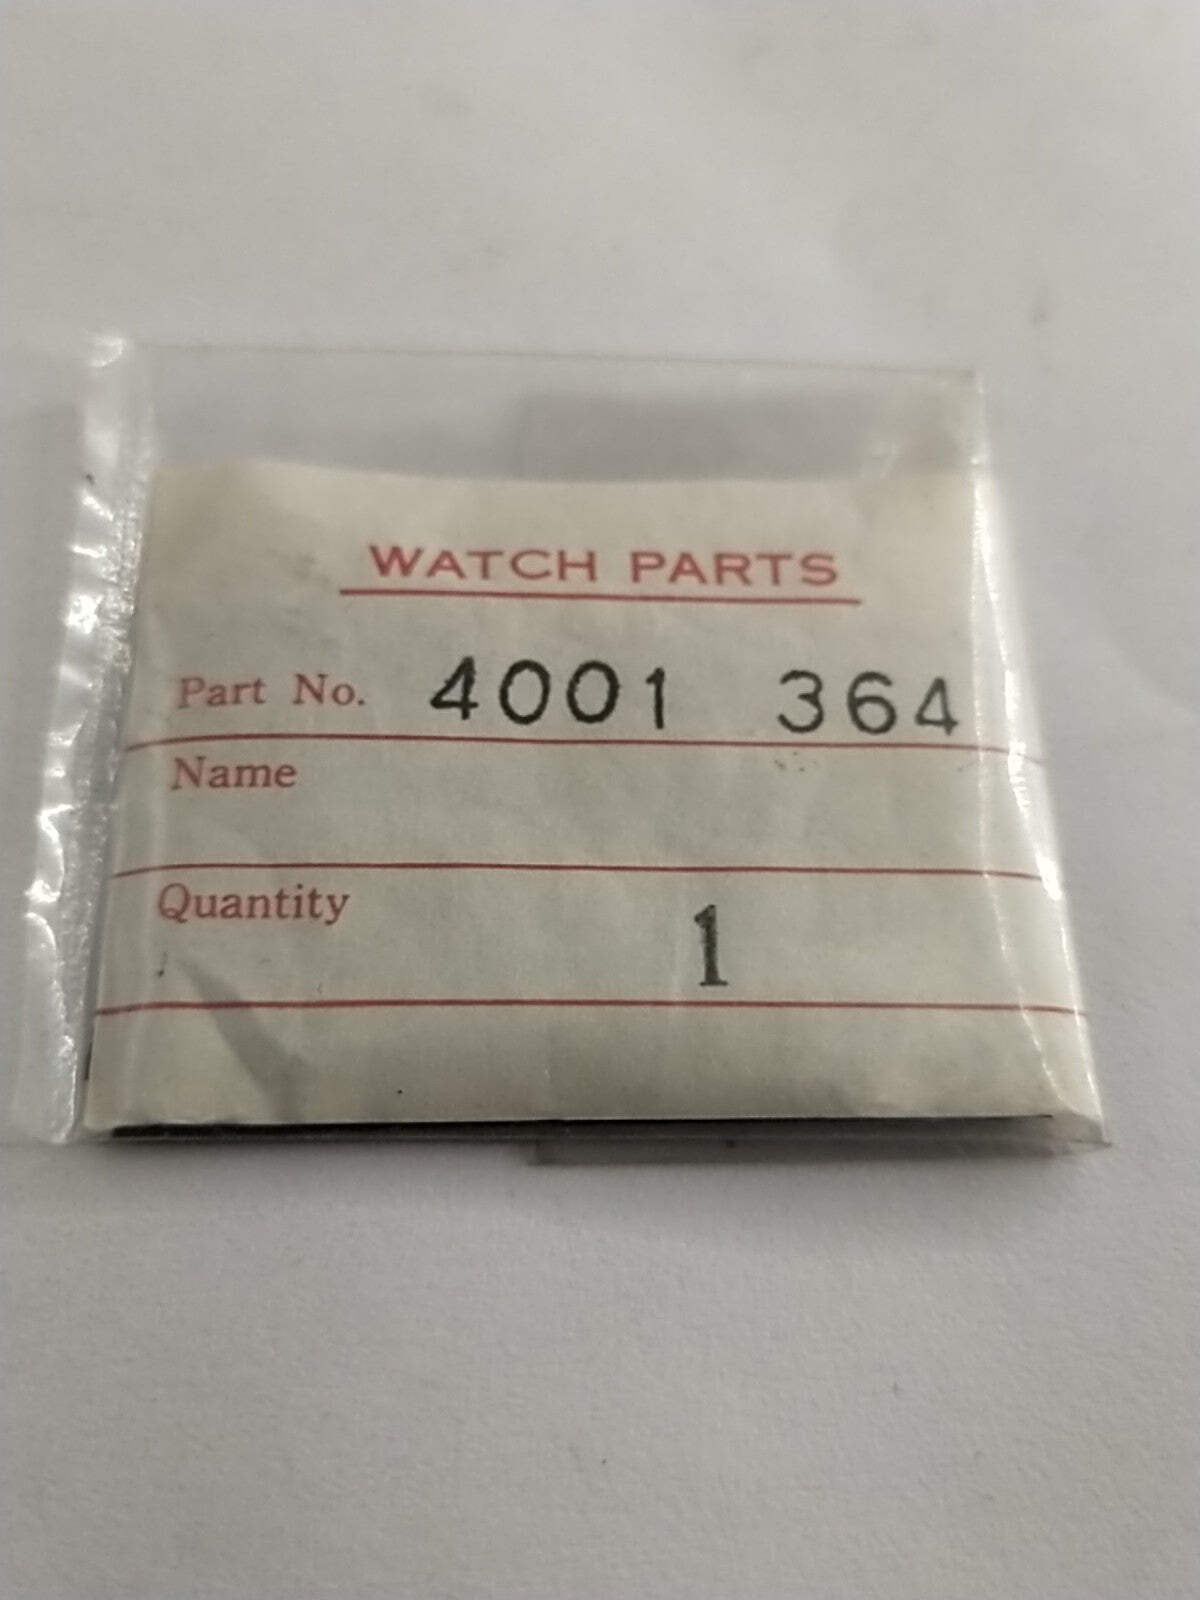 WATCH PARTS
Part No. 4001 364
Name
Quantity 1